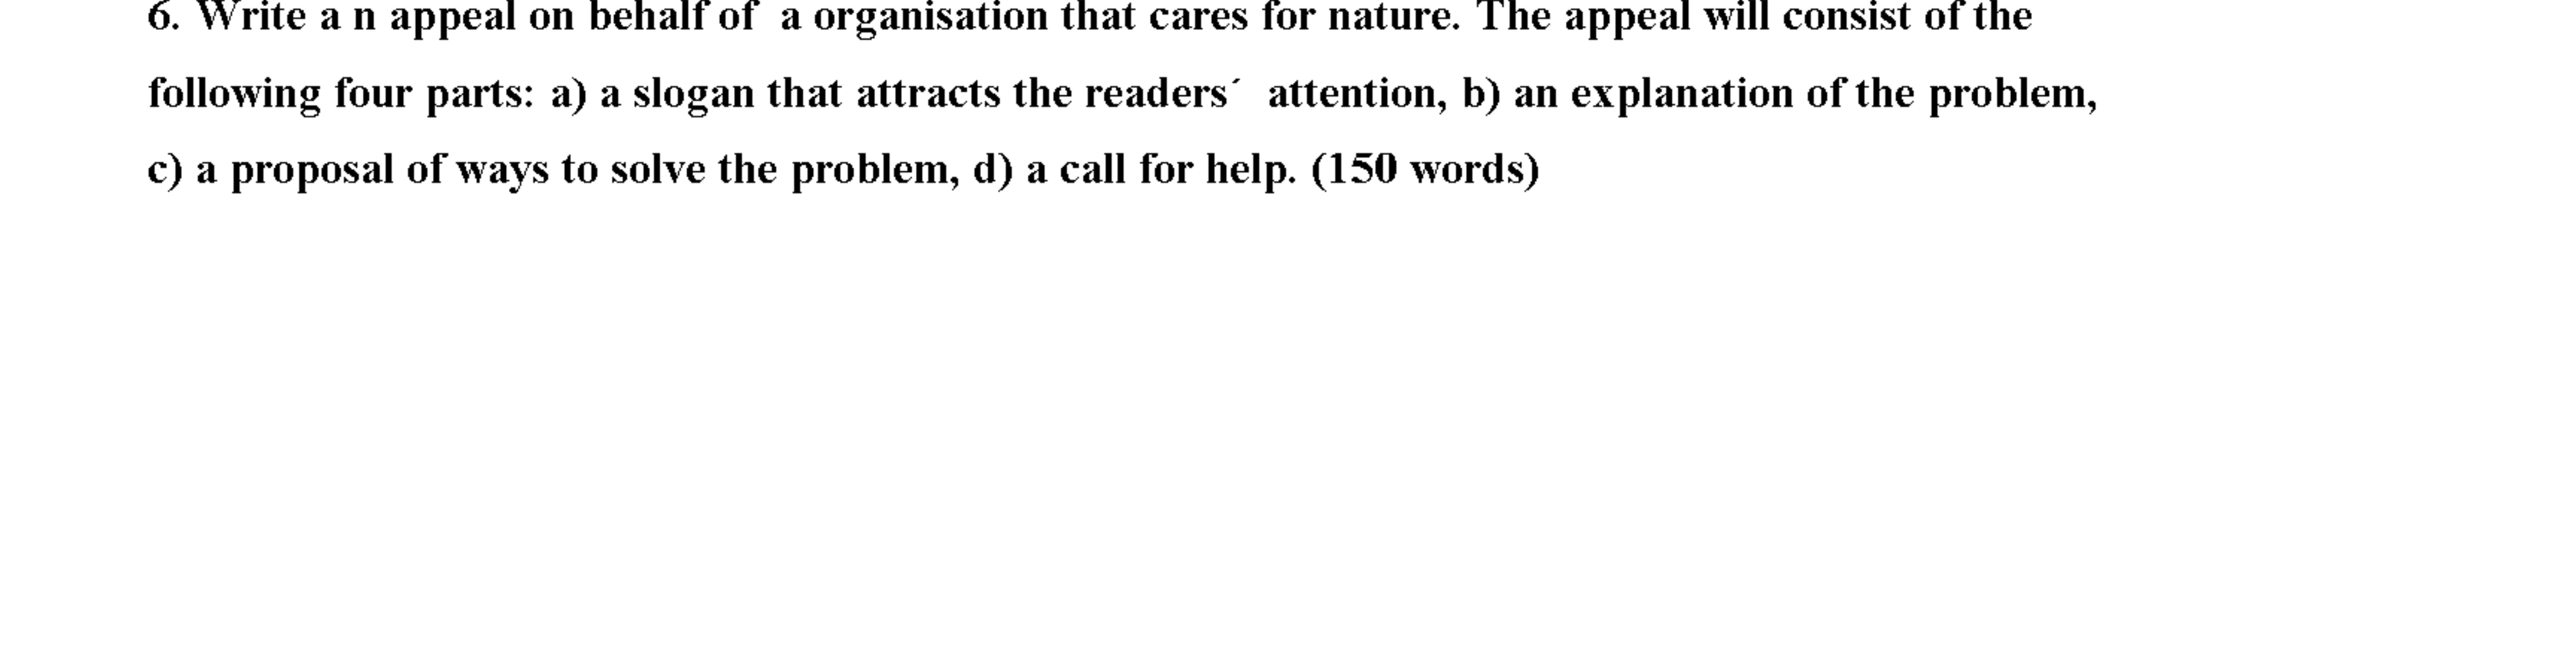 6. Write a n appeal on behalf of  a organisation that cares for nature. The appeal will consist of the
following four parts: a) a slogan that attracts the readers´  attention, b) an explanation of the problem,
c) a proposal of ways to solve the problem, d) a call for help. (150 words)